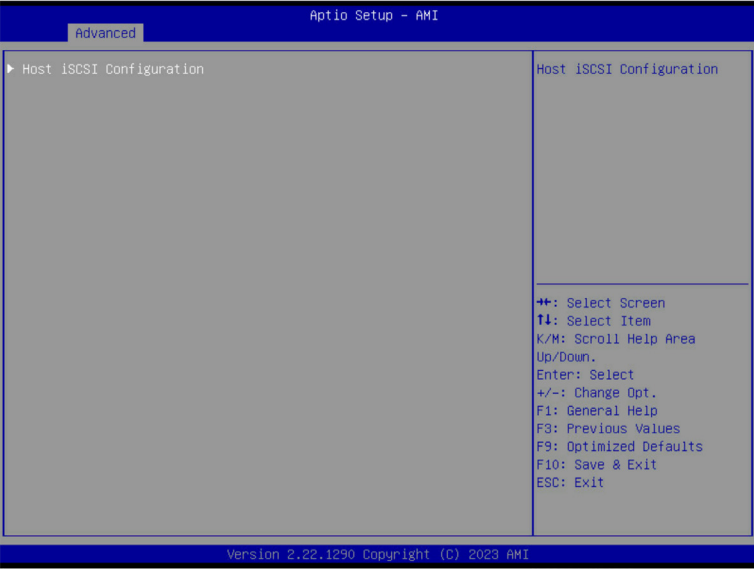 Aptio Setup – AMI
Advanced
▶ Host iSCSI Configuration
Host iSCSI Configuration
→←: Select Screen
↑↓: Select Item
K/M: Scroll Help Area
Up/Down.
Enter: Select
+/-: Change Opt.
F1: General Help
F3: Previous Values
F9: Optimized Defaults
F10: Save & Exit
ESC: Exit
Version 2.22.1290 Copyright (C) 2023 AMI